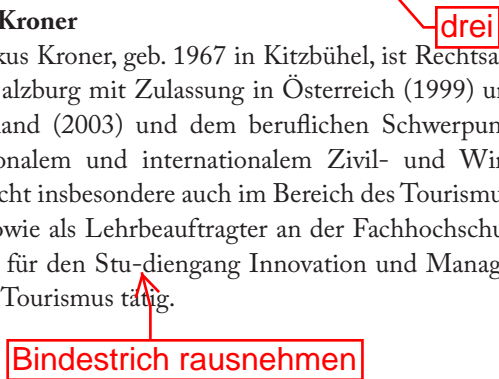 Kroner
drei
kus Kroner, geb. 1967 in Kitzbühel, ist Rechtsa
alzburg mit Zulassung in Österreich (1999) u
land (2003) und dem beruflichen Schwerpun
onalem und internationalem Zivil- und Wir
cht insbesondere auch im Bereich des Tourismu
owie als Lehrbeauftragter an der Fachhochschu
für den Stu-diengang Innovation und Manag
Tourismus tätig.
Bindestrich rausnehmen